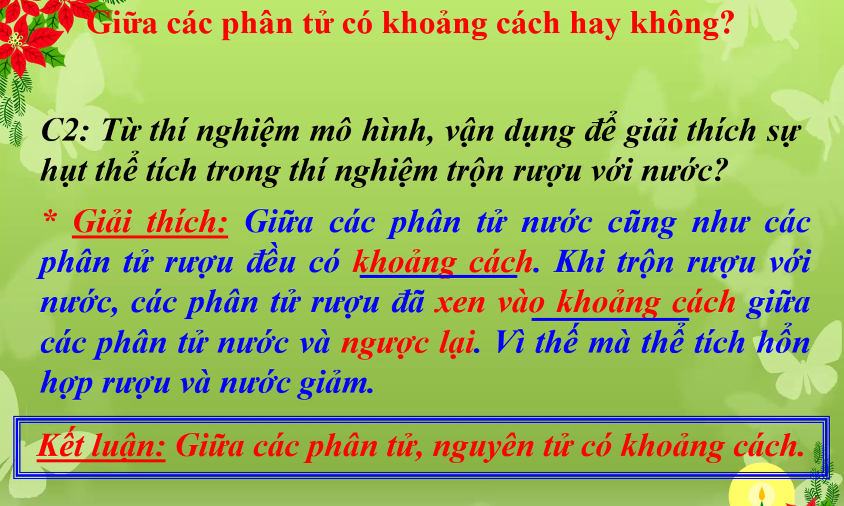 Giữa các phân tử có khoảng cách hay không?
C2: Từ thí nghiệm mô hình, vận dụng để giải thích sự
hụt thể tích trong thí nghiệm trộn rượu với nước?
* Giải thích: Giữa các phân tử nước cũng như các
phân tử rượu đều có khoảng cách. Khi trộn rượu với
nước, các phân tử rượu đã xen vào khoảng cách giữa
các phân tử nước và ngược lại. Vì thế mà thể tích hổn
hợp rượu và nước giảm.
Kết luận: Giữa các phân tử, nguyên tử có khoảng cách.